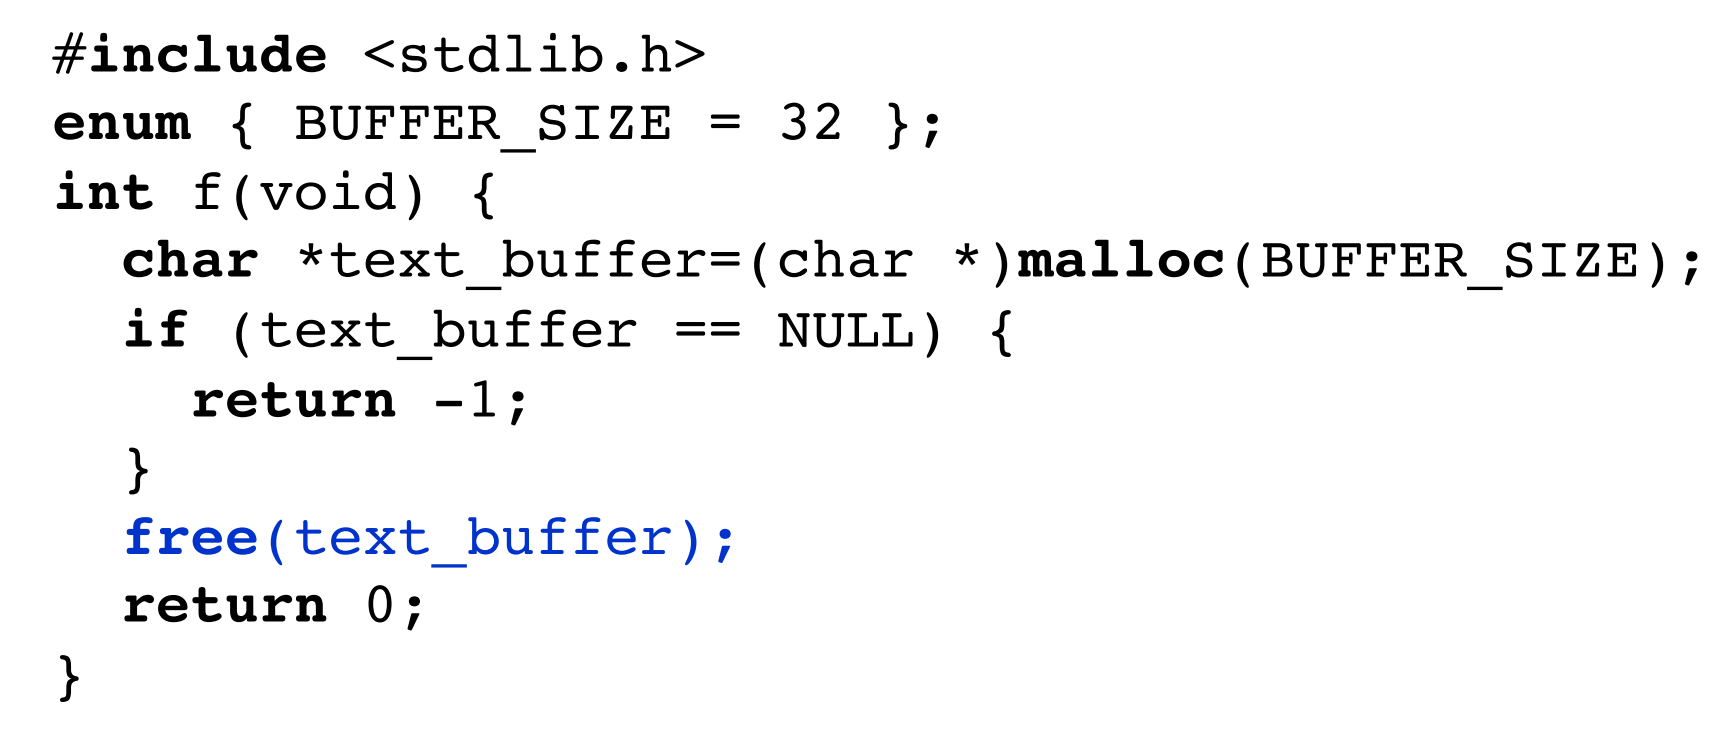 #include <stdlib.h>
enum { BUFFER_SIZE = 32 };
int f(void) {
  char *text_buffer=(char *)malloc(BUFFER_SIZE);
  if (text_buffer == NULL) {
    return -1;
  }
  free(text_buffer);
  return 0;
}